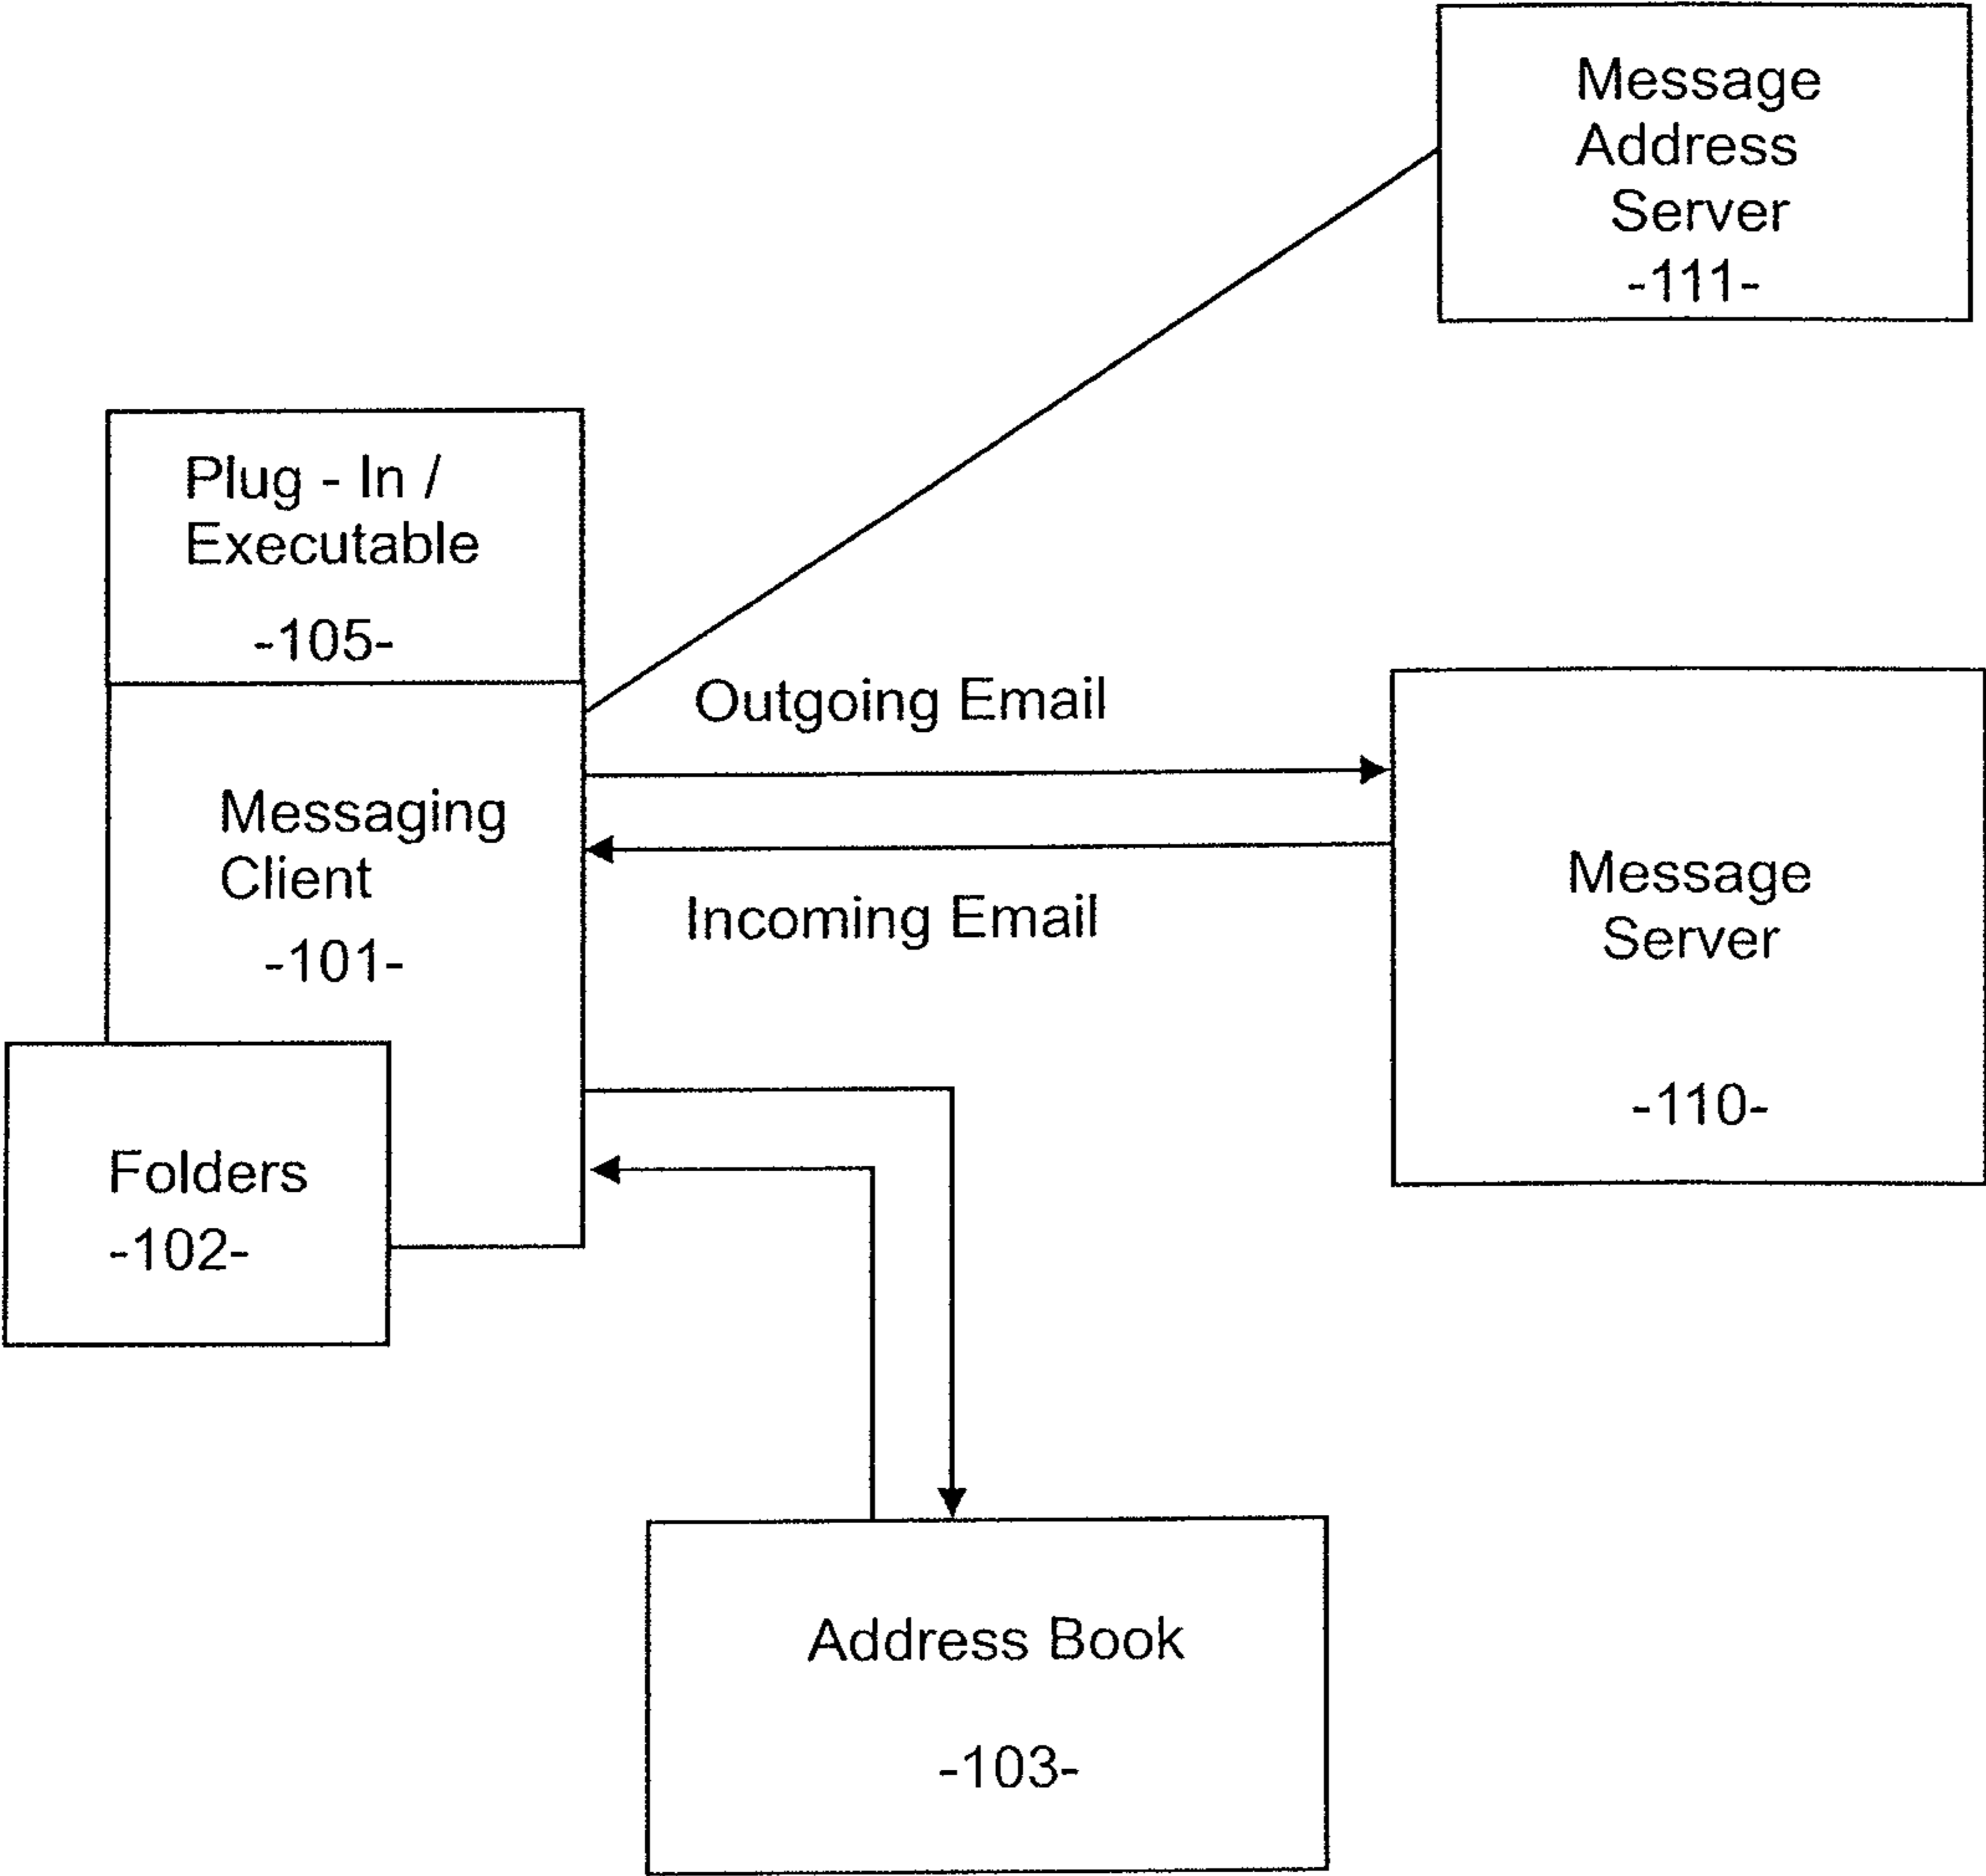 Message
Address
Server
-111-
Plug - In /
Executable
-105-
Outgoing Email
Messaging
Client
-101-
Incoming Email
Message
Server
-110-
Folders
-102-
Address Book
-103-